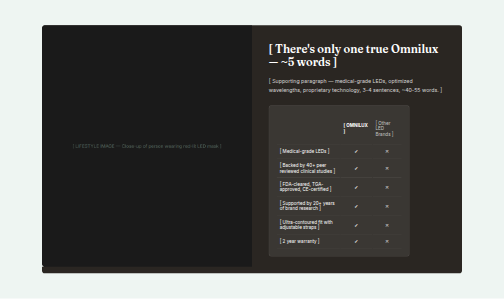 [ There's only one true Omnilux
— ~5 words ]
[ Supporting paragraph — medical-grade LEDs, optimized
wavelengths, proprietary technology, 3–4 sentences, ~40–55 words. ]
[ LIFESTYLE IMAGE — Close-up of person wearing red-lit LED mask ]
[ OMNILUX
]
[ Other
LED
Brands ]
[ Medical-grade LEDs ] ✓ ✕
[ Backed by 40+ peer
reviewed clinical studies ] ✓ ✕
[ FDA-cleared, TGA-
approved, CE-certified ] ✓ ✕
[ Supported by 20+ years
of brand research ] ✓ ✕
[ Ultra-contoured fit with
adjustable straps ] ✓ ✕
[ 2 year warranty ] ✓ ✕